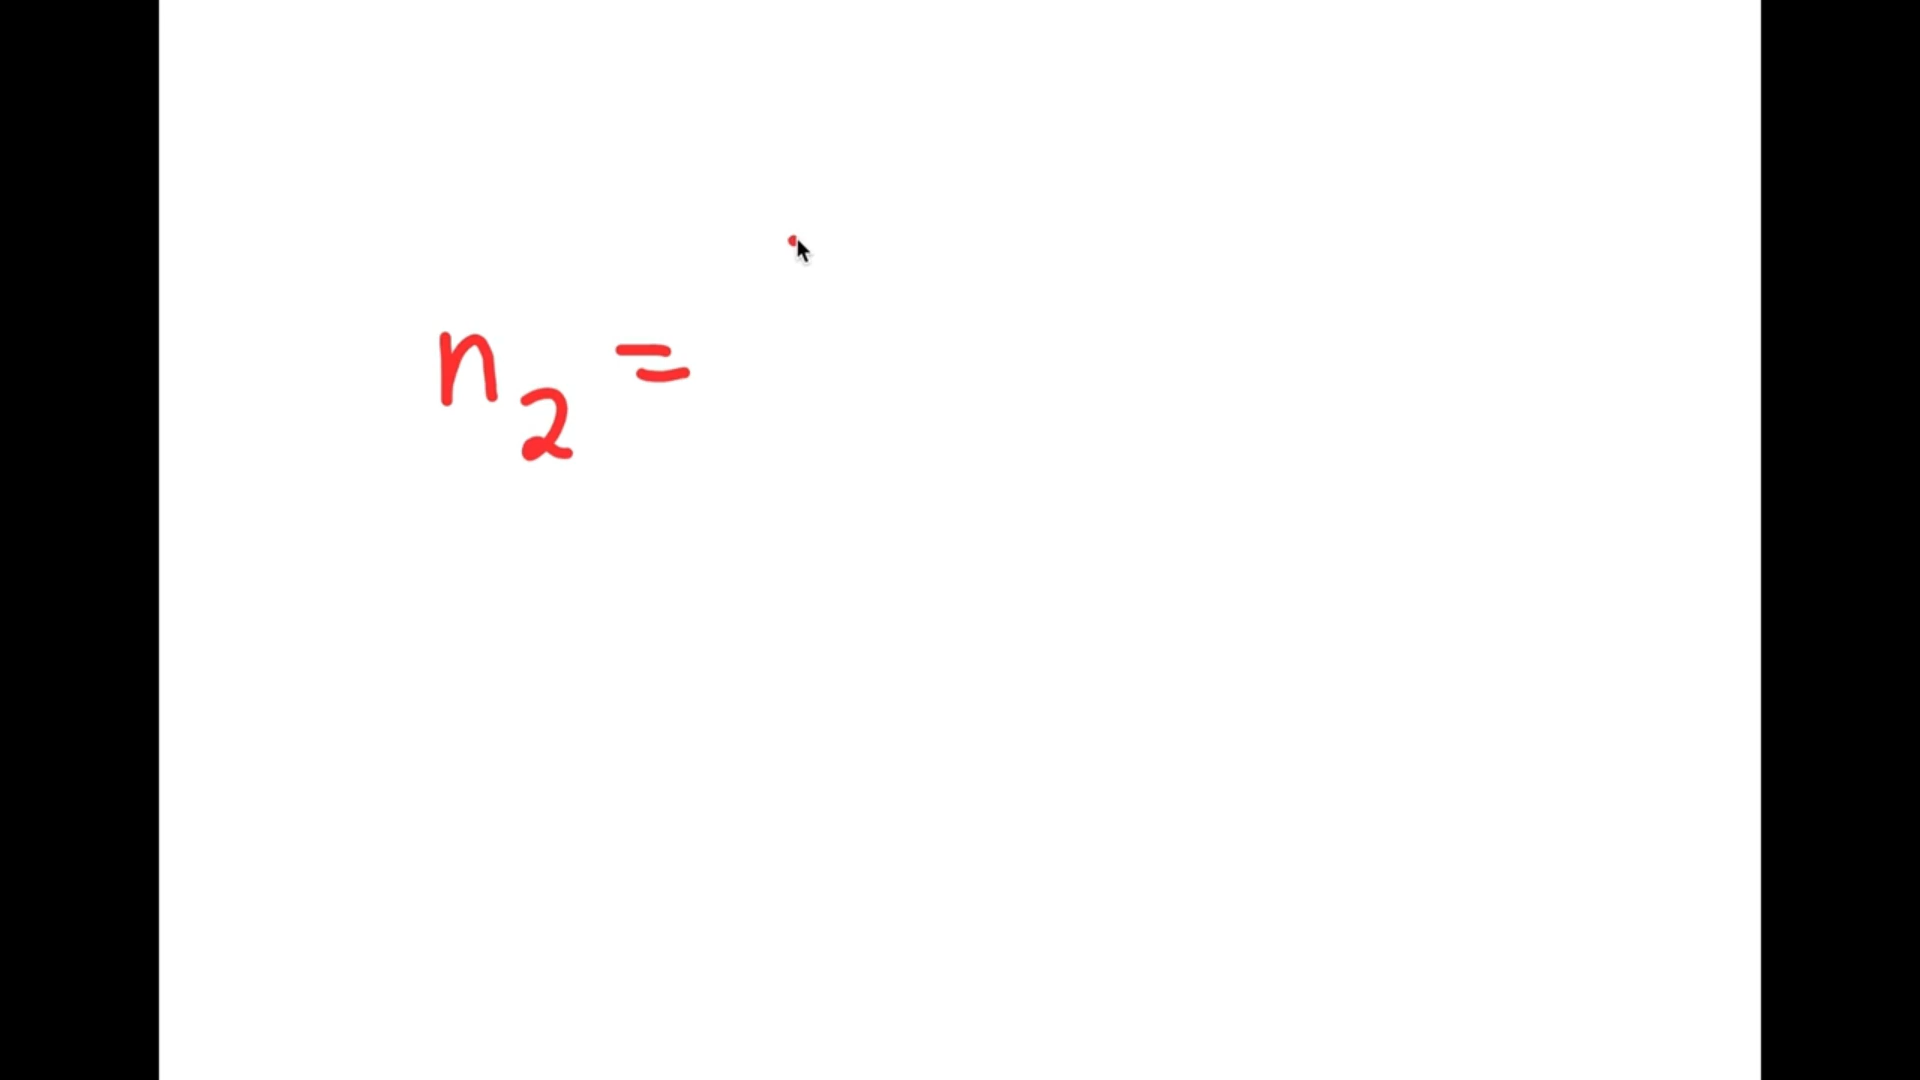 n₂ =